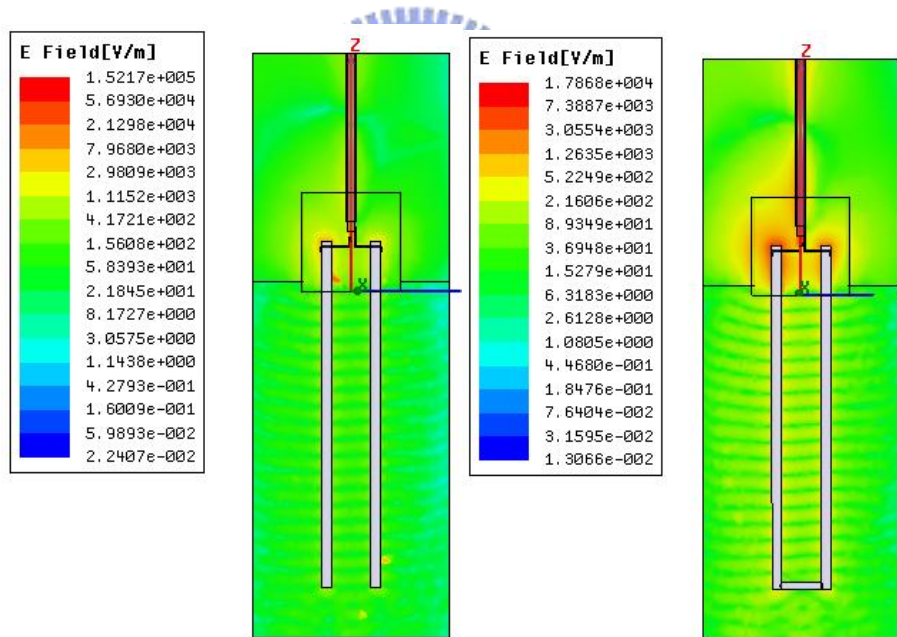 E Field[V/m]
1.5217e+005
5.6930e+004
2.1298e+004
7.9680e+003
2.9809e+003
1.1152e+003
4.1721e+002
1.5608e+002
5.8393e+001
2.1845e+001
8.1727e+000
3.0575e+000
1.1438e+000
4.2793e-001
1.6009e-001
5.9893e-002
2.2407e-002
Z
X
E Field[V/m]
1.7868e+004
7.3887e+003
3.0554e+003
1.2635e+003
5.2249e+002
2.1606e+002
8.9349e+001
3.6948e+001
1.5279e+001
6.3183e+000
2.6128e+000
1.0805e+000
4.4680e-001
1.8476e-001
7.6404e-002
3.1595e-002
1.3066e-002
Z
X